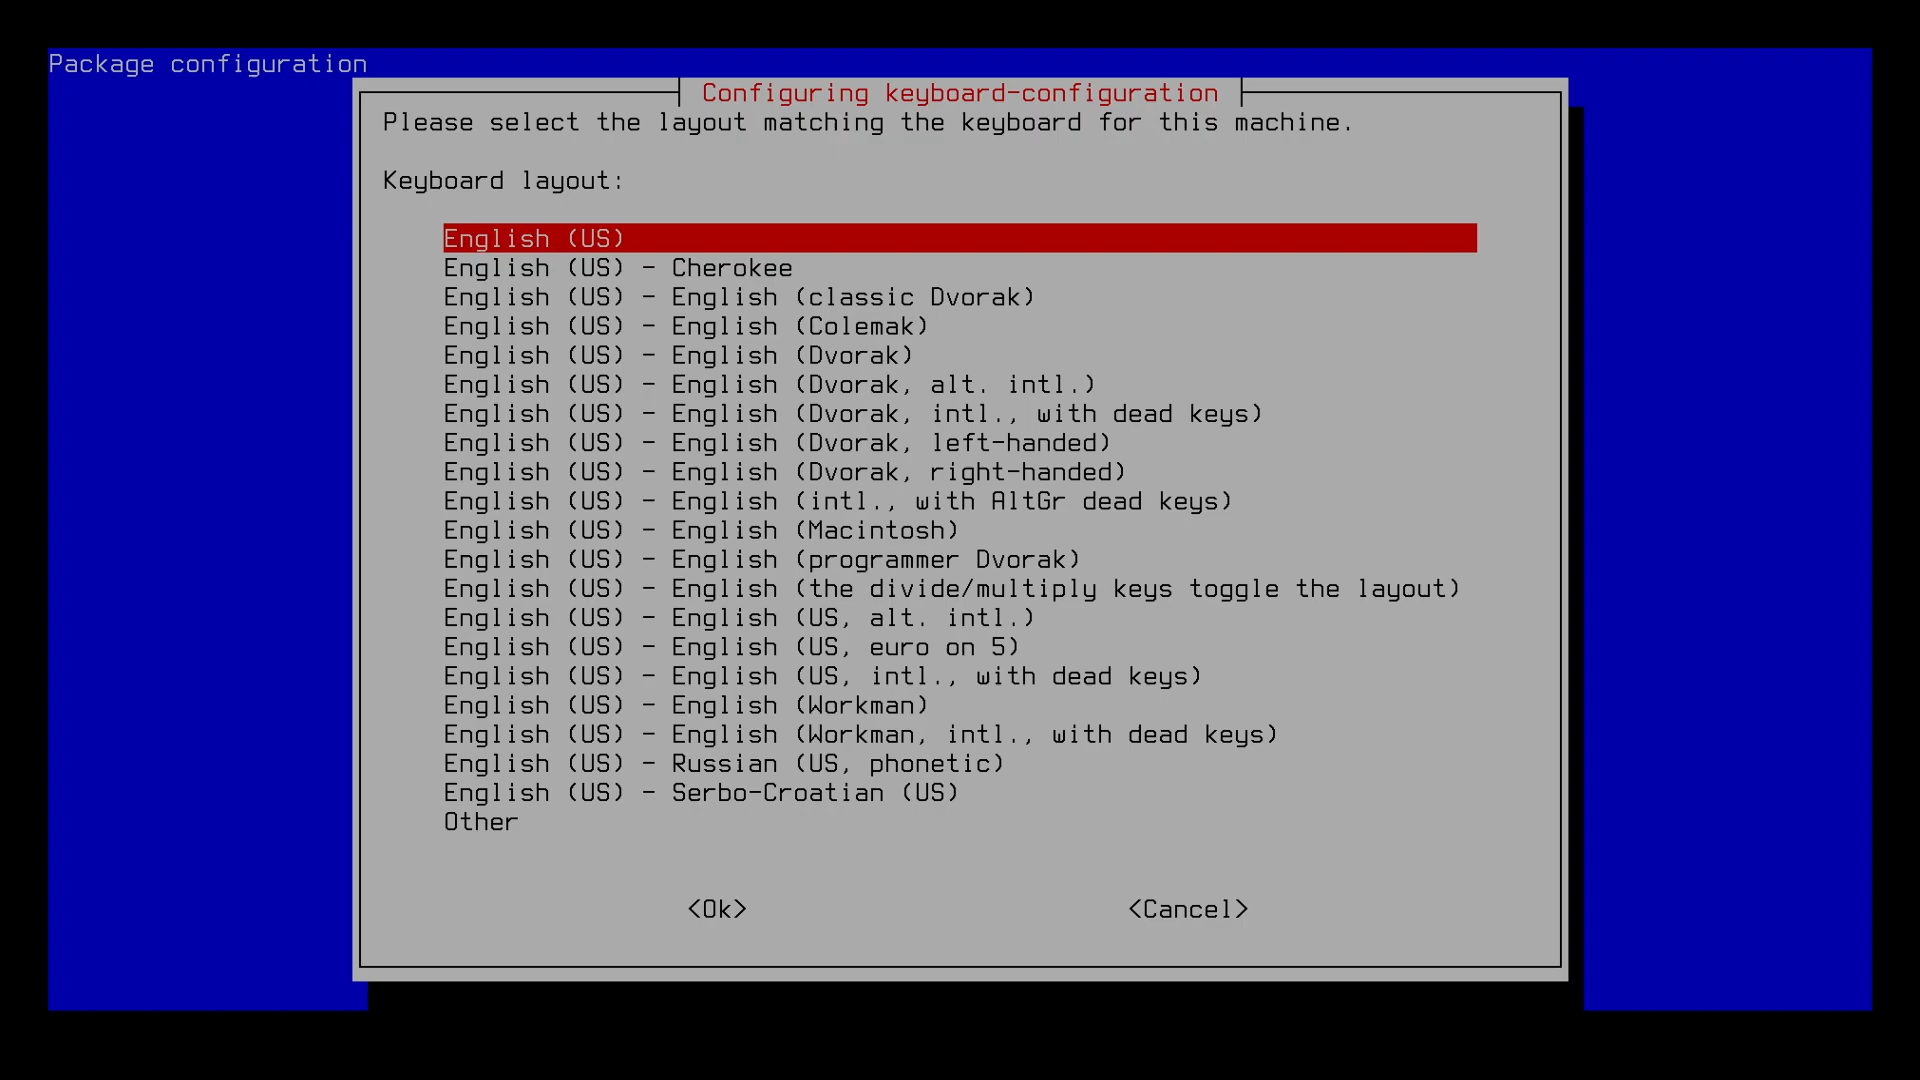 Package configuration
Configuring keyboard-configuration
Please select the layout matching the keyboard for this machine.
Keyboard layout:
English (US)
English (US) - Cherokee
English (US) - English (classic Dvorak)
English (US) - English (Colemak)
English (US) - English (Dvorak)
English (US) - English (Dvorak, alt. intl.)
English (US) - English (Dvorak, intl., with dead keys)
English (US) - English (Dvorak, left-handed)
English (US) - English (Dvorak, right-handed)
English (US) - English (intl., with AltGr dead keys)
English (US) - English (Macintosh)
English (US) - English (programmer Dvorak)
English (US) - English (the divide/multiply keys toggle the layout)
English (US) - English (US, alt. intl.)
English (US) - English (US, euro on 5)
English (US) - English (US, intl., with dead keys)
English (US) - English (Workman)
English (US) - English (Workman, intl., with dead keys)
English (US) - Russian (US, phonetic)
English (US) - Serbo-Croatian (US)
Other
<Ok> <Cancel>